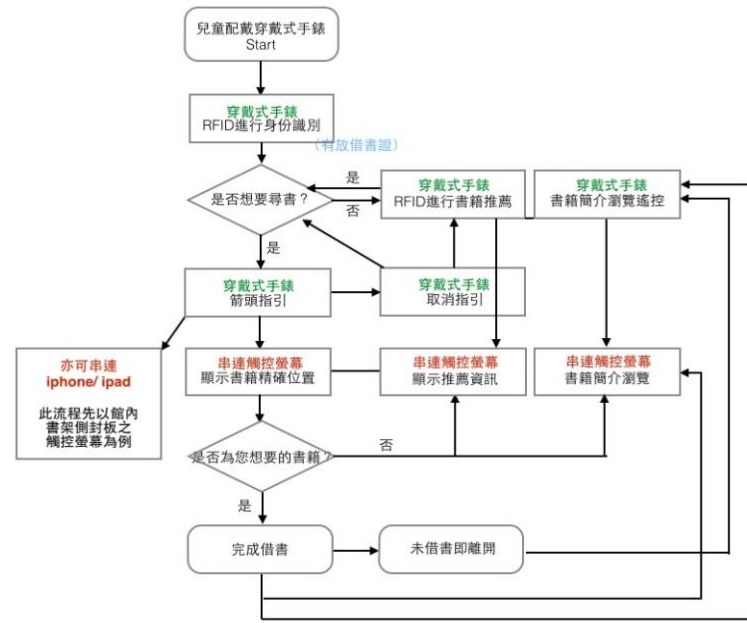 兒童配戴穿戴式手錶
Start
穿戴式手錶
RFID進行身份識別
（有放借書證）
是否想要尋書？
是
否
穿戴式手錶
RFID進行書籍推薦
穿戴式手錶
書籍簡介瀏覽遙控
是
穿戴式手錶
箭頭指引
穿戴式手錶
取消指引
亦可串連
iphone/ ipad
此流程先以館內
書架側封板之
觸控螢幕為例
串連觸控螢幕
顯示書籍精確位置
串連觸控螢幕
顯示推薦資訊
串連觸控螢幕
書籍簡介瀏覽
是否為您想要的書籍？
否
是
完成借書
未借書即離開